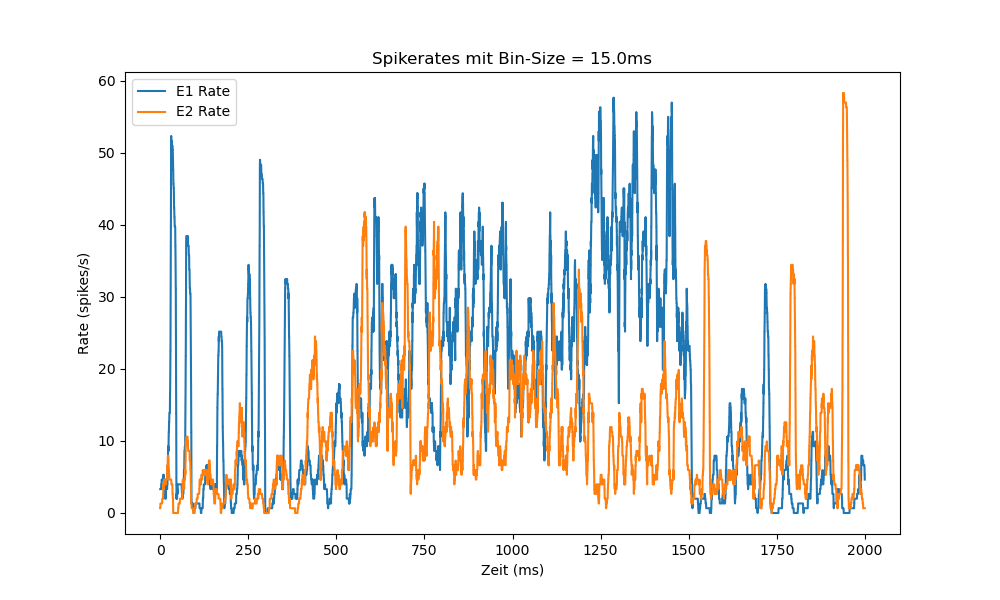 Spikerates mit Bin-Size = 15.0ms
E1 Rate
E2 Rate
60
50
40
30
20
10
0
Rate (spikes/s)
0 250 500 750 1000 1250 1500 1750 2000
Zeit (ms)